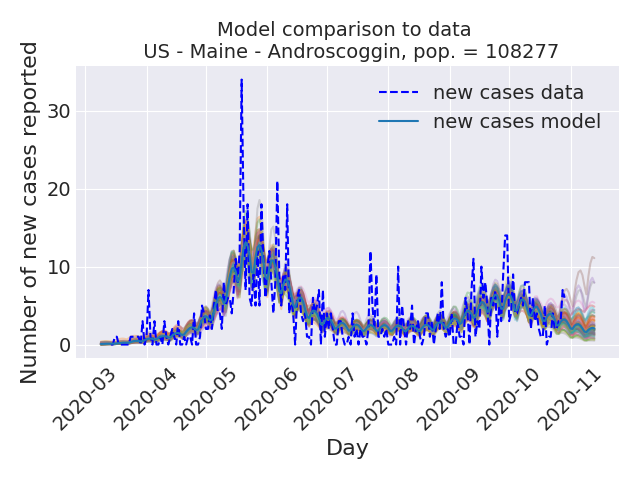 Model comparison to data
US - Maine - Androscoggin, pop. = 108277
Number of new cases reported
30
20
10
0
new cases data
new cases model
2020-03
2020-04
2020-05
2020-06
2020-07
2020-08
2020-09
2020-10
2020-11
Day